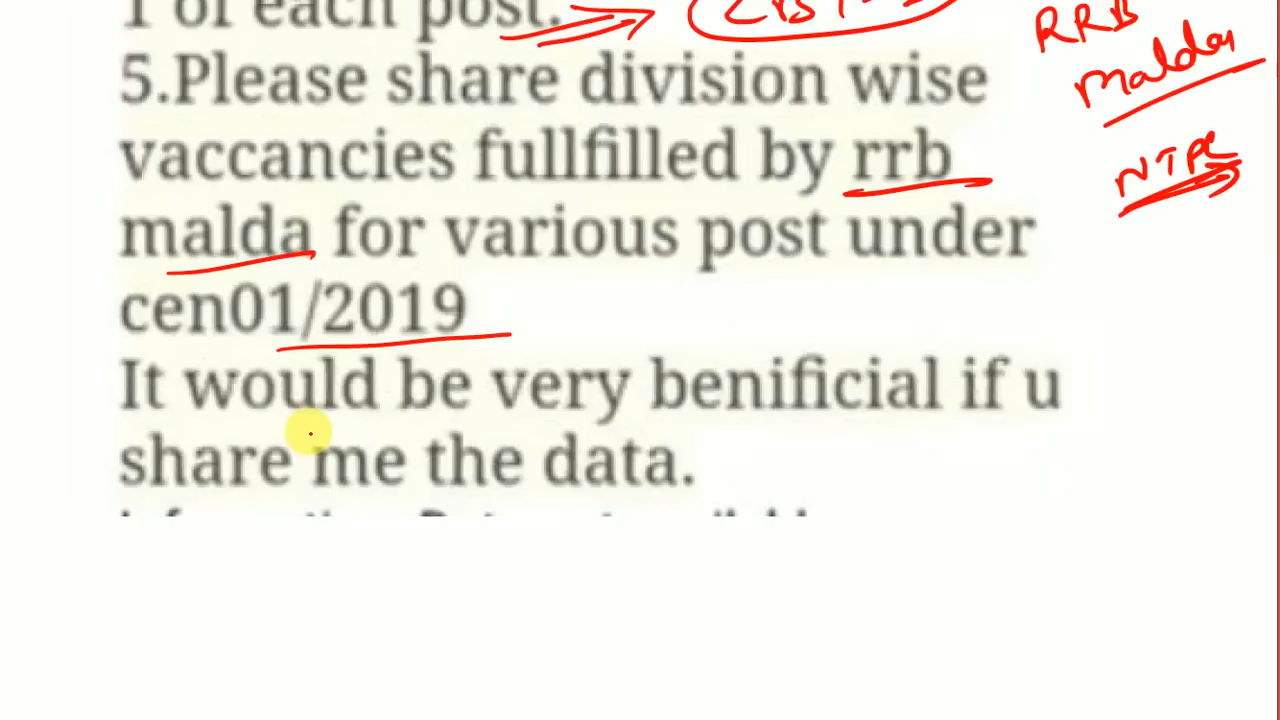 1 of each post.
5.Please share division wise
vaccancies fullfilled by rrb
malda for various post under
cen01/2019
It would be very benificial if u
share me the data.
RRB
Malda
NTPC